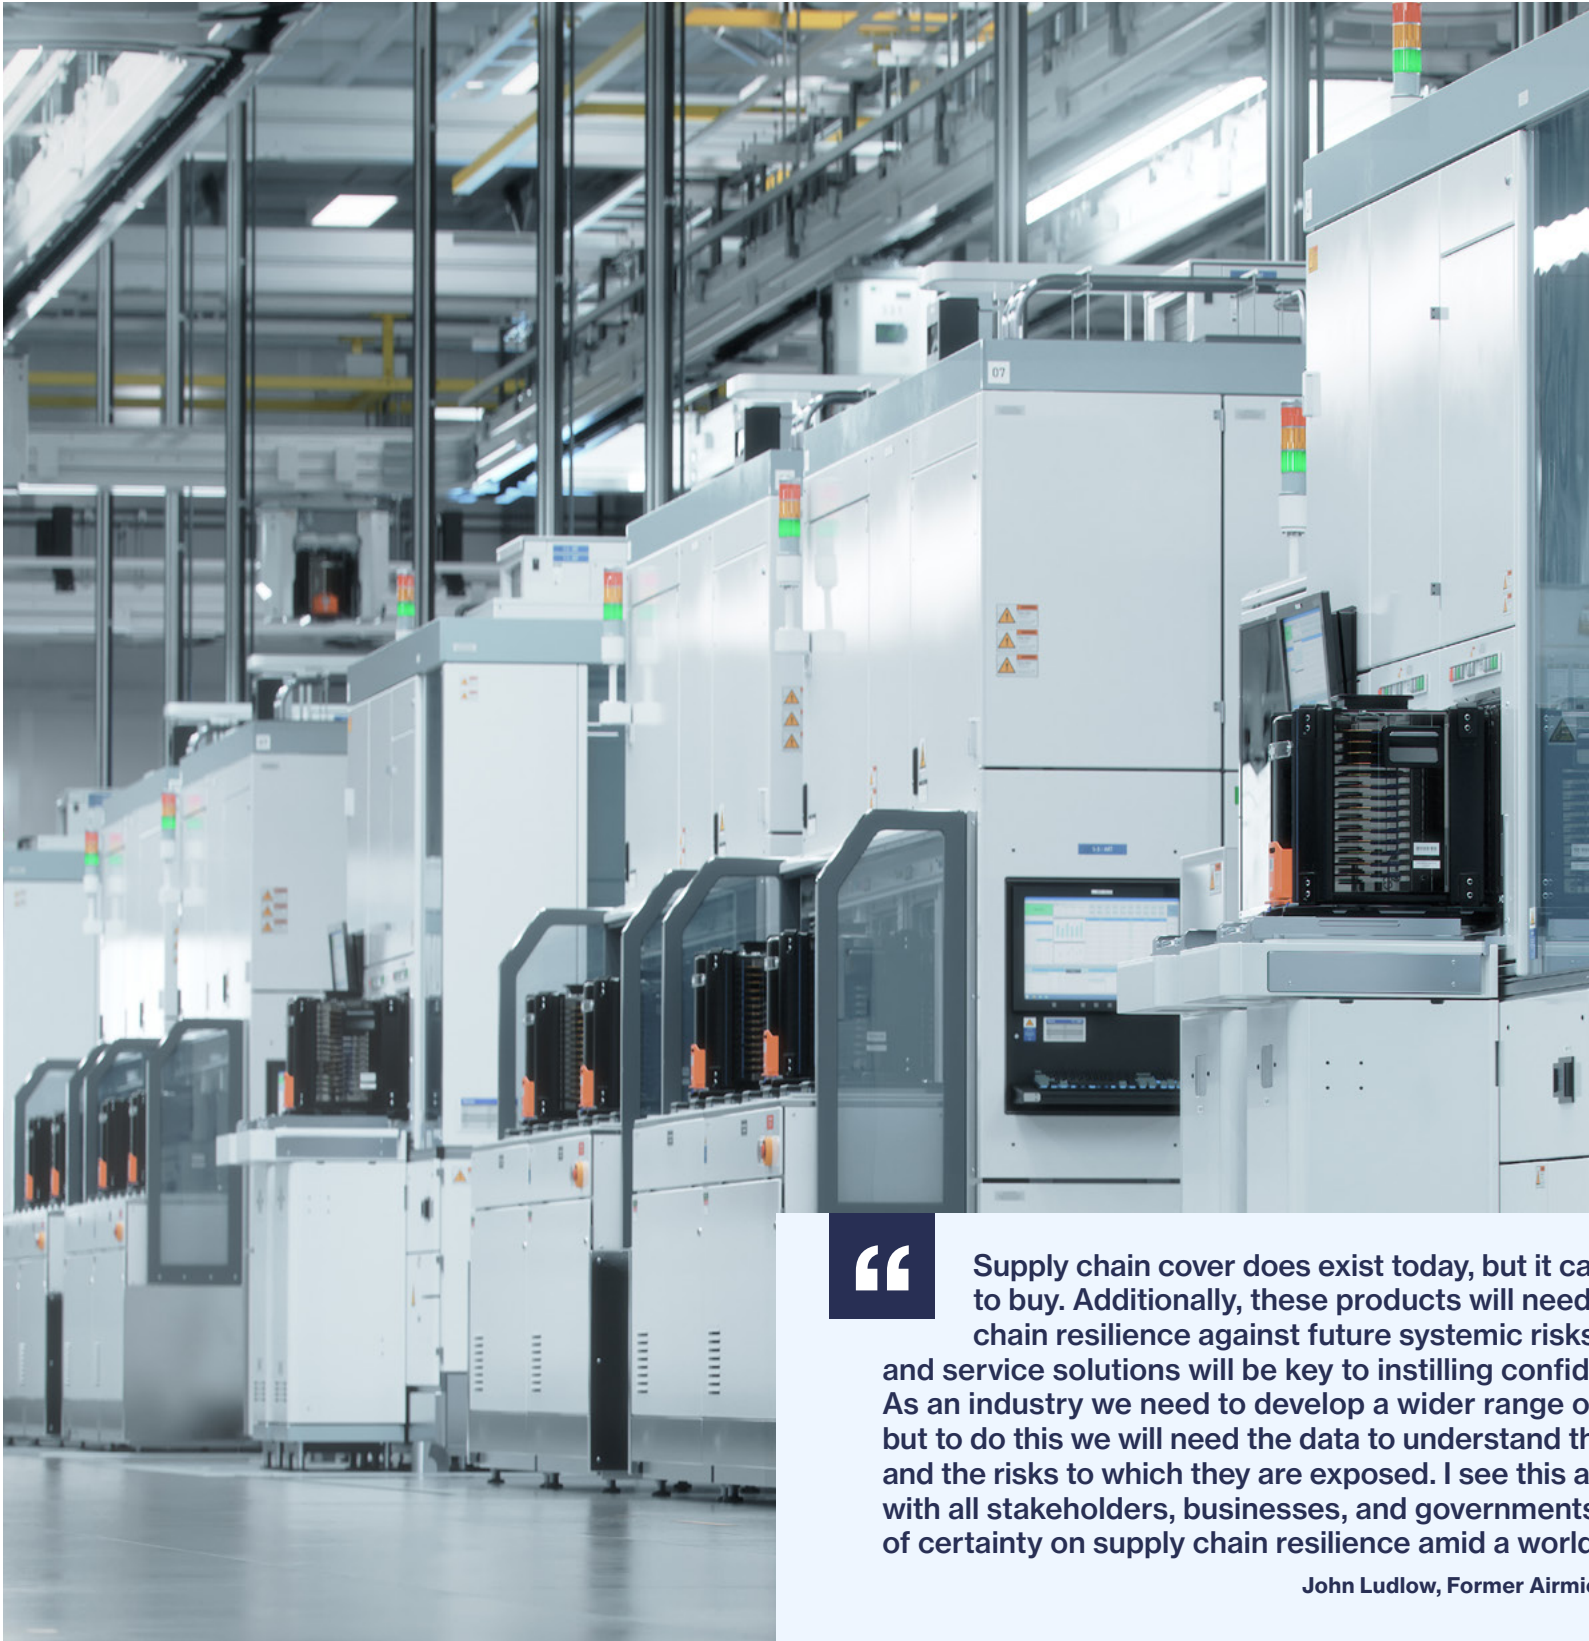 07
“
Supply chain cover does exist today, but it ca
to buy. Additionally, these products will need
chain resilience against future systemic risks
and service solutions will be key to instilling confid
As an industry we need to develop a wider range o
but to do this we will need the data to understand th
and the risks to which they are exposed. I see this a
with all stakeholders, businesses, and governments
of certainty on supply chain resilience amid a world
John Ludlow, Former Airmic